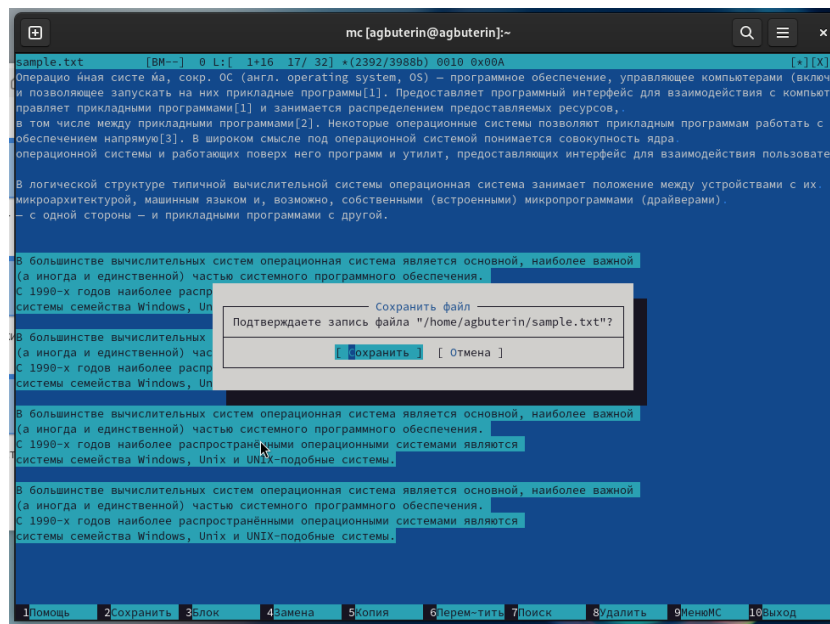 mc [agbuterin@agbuterin]:~
sample.txt [BM--] 0 L:[ 1+16 17/ 32] *(2392/3988b) 0010 0x00A [*][X]
Операцио́нная систе́ма, сокр. ОС (англ. operating system, OS) — программное обеспечение, управляющее компьютерами (включ
и позволяющее запускать на них прикладные программы[1]. Предоставляет программный интерфейс для взаимодействия с компьют
правляет прикладными программами[1] и занимается распределением предоставляемых ресурсов,.
в том числе между прикладными программами[2]. Некоторые операционные системы позволяют прикладным программам работать с
обеспечением напрямую[3]. В широком смысле под операционной системой понимается совокупность ядра.
операционной системы и работающих поверх него программ и утилит, предоставляющих интерфейс для взаимодействия пользовате
В логической структуре типичной вычислительной системы операционная система занимает положение между устройствами с их.
микроархитектурой, машинным языком и, возможно, собственными (встроенными) микропрограммами (драйверами).
— с одной стороны — и прикладными программами с другой.
В большинстве вычислительных систем операционная система является основной, наиболее важной
(а иногда и единственной) частью системного программного обеспечения.
С 1990-х годов наиболее распр
системы семейства Windows, Un
Сохранить файл
Подтверждаете запись файла "/home/agbuterin/sample.txt"?
[ Сохранить ] [ Отмена ]
В большинстве вычислительных
(а иногда и единственной) час
С 1990-х годов наиболее распр
системы семейства Windows, Un
В большинстве вычислительных систем операционная система является основной, наиболее важной
(а иногда и единственной) частью системного программного обеспечения.
С 1990-х годов наиболее распространёнными операционными системами являются
системы семейства Windows, Unix и UNIX-подобные системы.
В большинстве вычислительных систем операционная система является основной, наиболее важной
(а иногда и единственной) частью системного программного обеспечения.
С 1990-х годов наиболее распространёнными операционными системами являются
системы семейства Windows, Unix и UNIX-подобные системы.
1Помощь 2Сохранить 3Блок 4Замена 5Копия 6Перем~тить 7Поиск 8Удалить 9МенюMC 10Выход